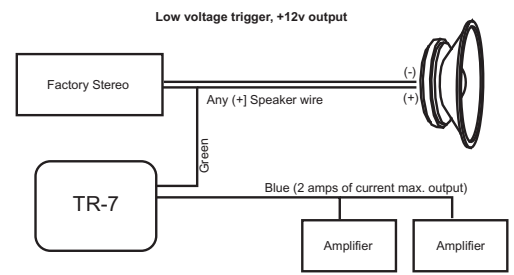 Low voltage trigger, +12v output
Factory Stereo
(-)
(+)
Any (+] Speaker wire
Green
TR-7
Blue (2 amps of current max. output)
Amplifier
Amplifier